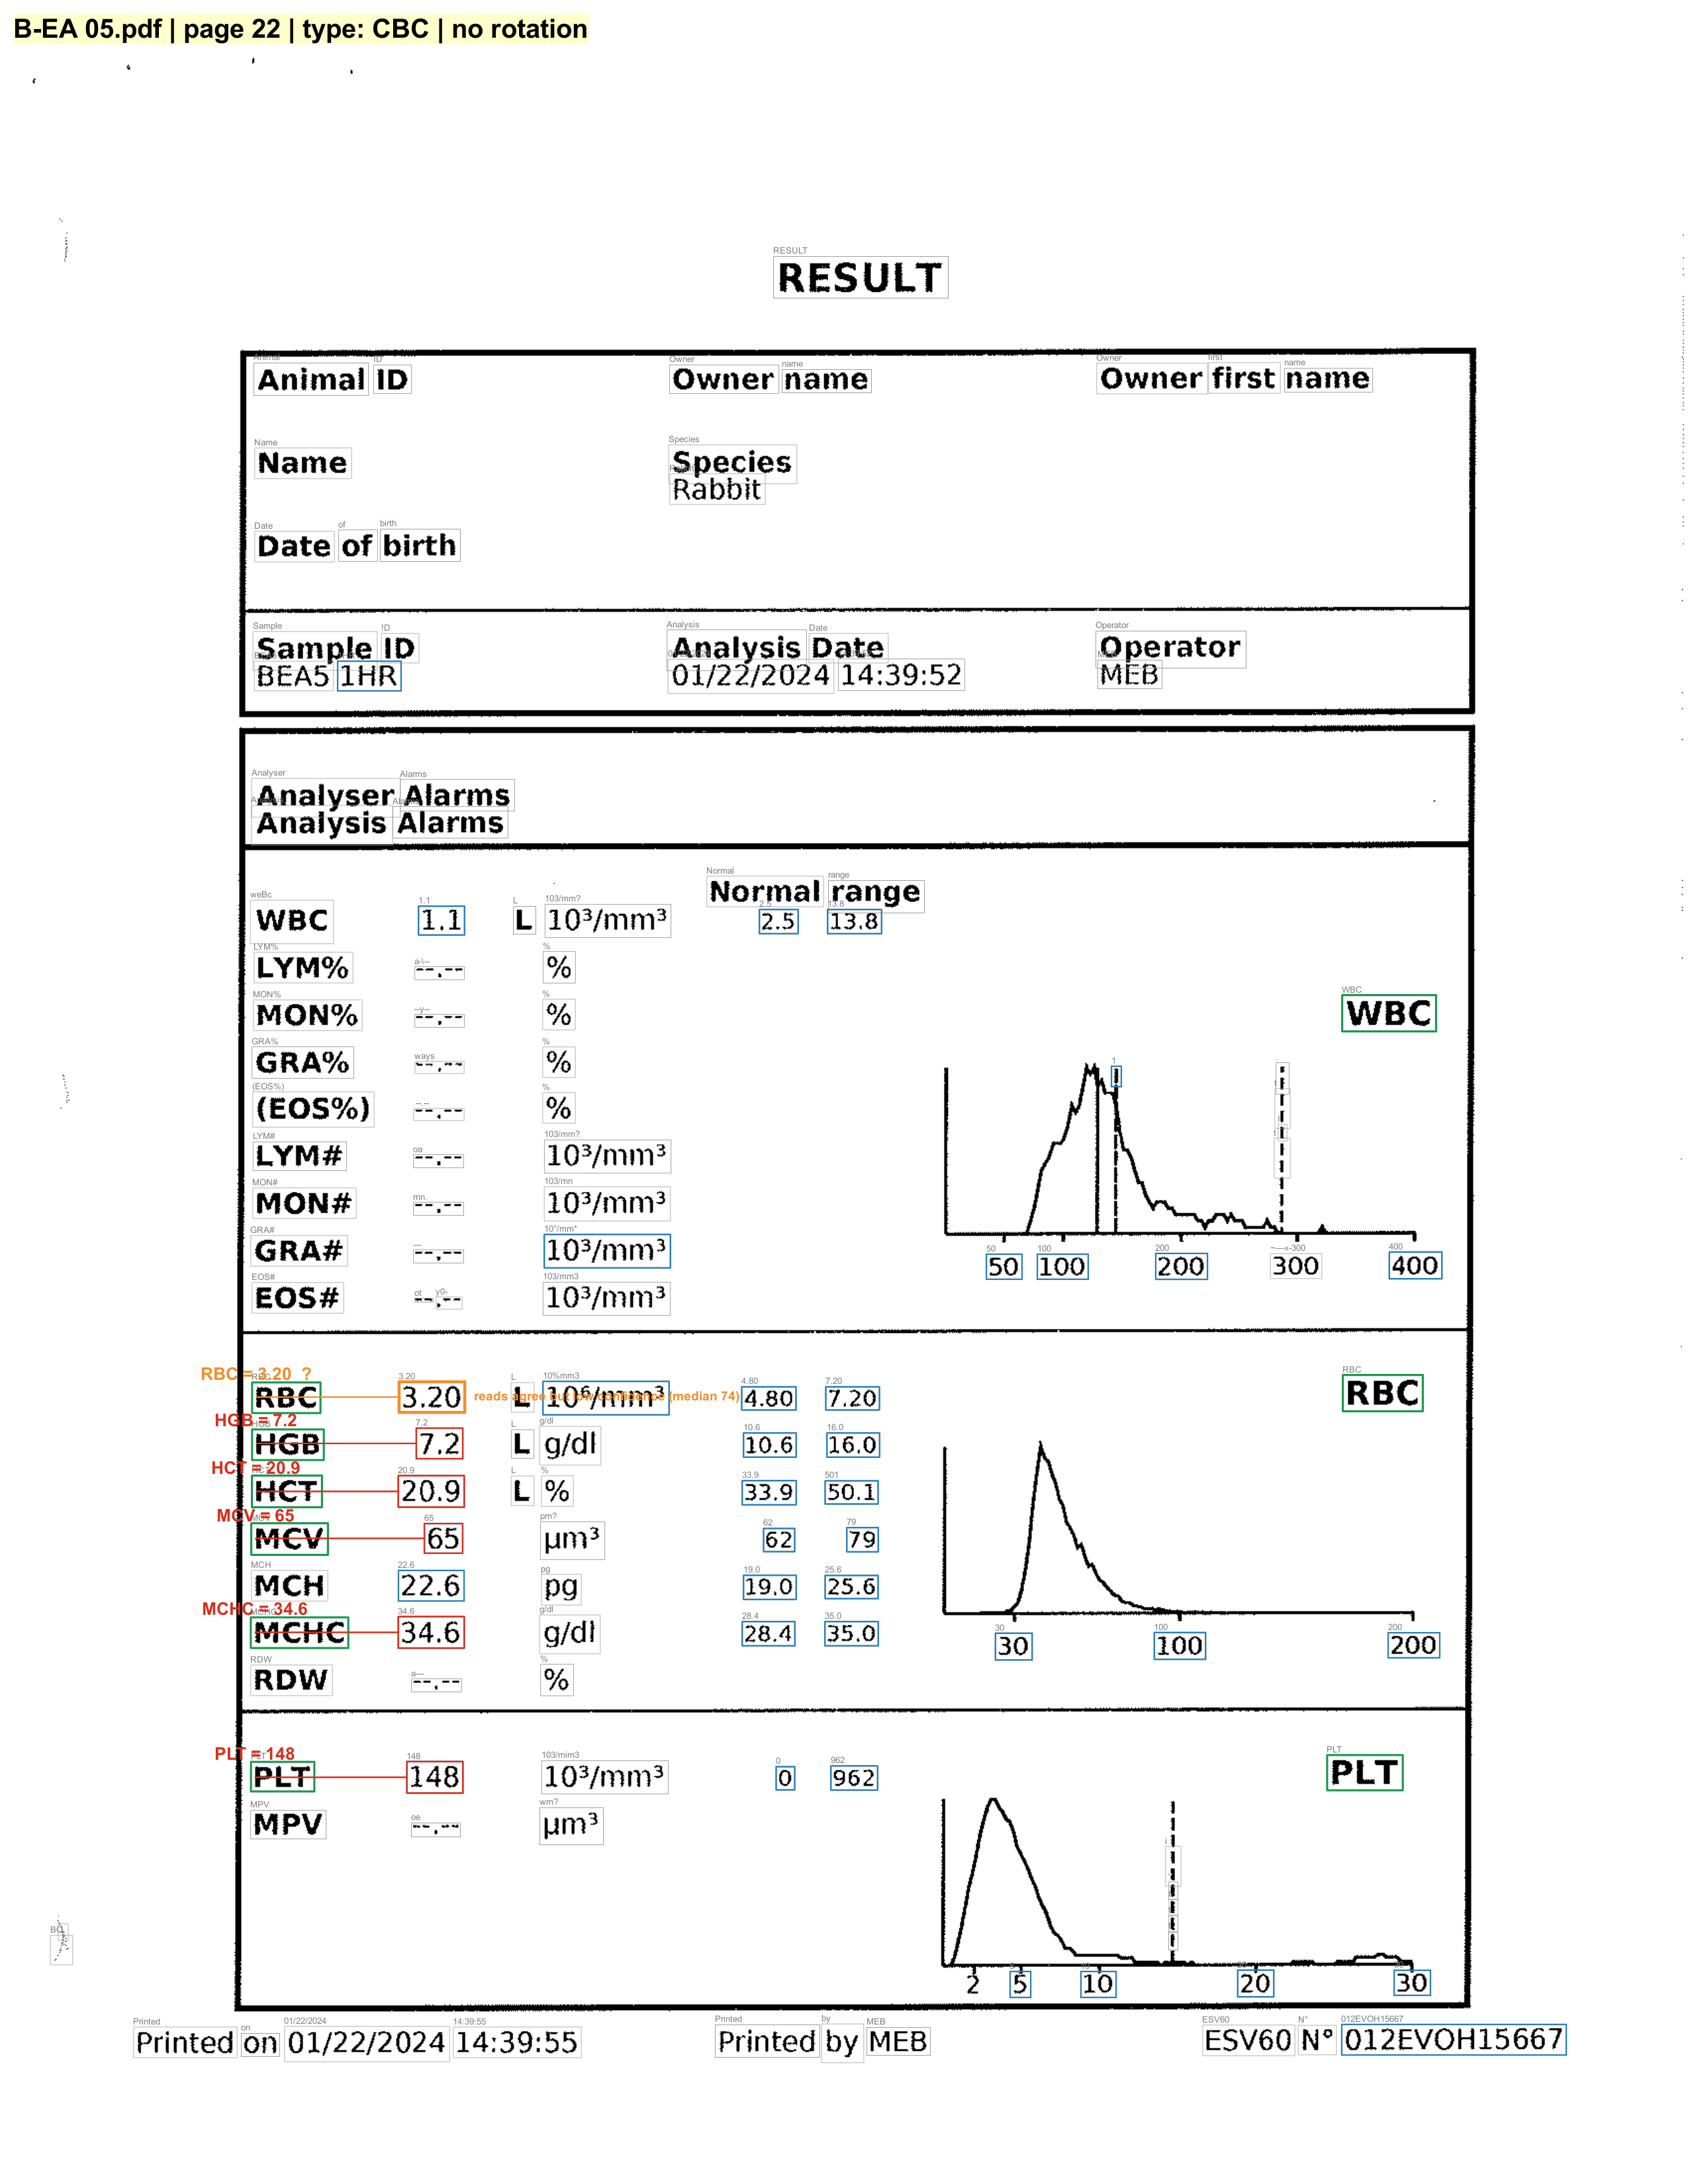 B-EA 05.pdf | page 22 | type: CBC | no rotation
RESULT
Animal ID Owner name Owner first name
Name Species
Rabbit
Date of birth
Sample ID Analysis Date Operator
BEA5 1HR 01/22/2024 14:39:52 MEB
Analyser Alarms
Analysis Alarms
Normal range
WBC 1.1 L 10³/mm³ 2.5 13.8
LYM% --.-- %
MON% --.-- %
WBC
GRA% --.-- %
(EOS%) --.-- %
LYM# --.-- 10³/mm³
MON# --.-- 10³/mm³
GRA# --.-- 10³/mm³
50 100 200 300 400
EOS# --.-- 10³/mm³
RBC = 3.20 ?
RBC 3.20 reads agree but low confidence (median 74) L 10⁶/mm³ 4.80 7.20 RBC
HGB = 7.2
HGB 7.2 L g/dl 10.6 16.0
HCT = 20.9
HCT 20.9 L % 33.9 50.1
MCV = 65
MCV 65 µm³ 62 79
MCH 22.6 pg 19.0 25.6
MCHC = 34.6
MCHC 34.6 g/dl 28.4 35.0
30 100 200
RDW --.-- %
PLT = 148
PLT 148 10³/mm³ 0 962 PLT
MPV --.-- µm³
2 5 10 20 30
Printed on 01/22/2024 14:39:55 Printed by MEB ESV60 N° 012EVOH15667